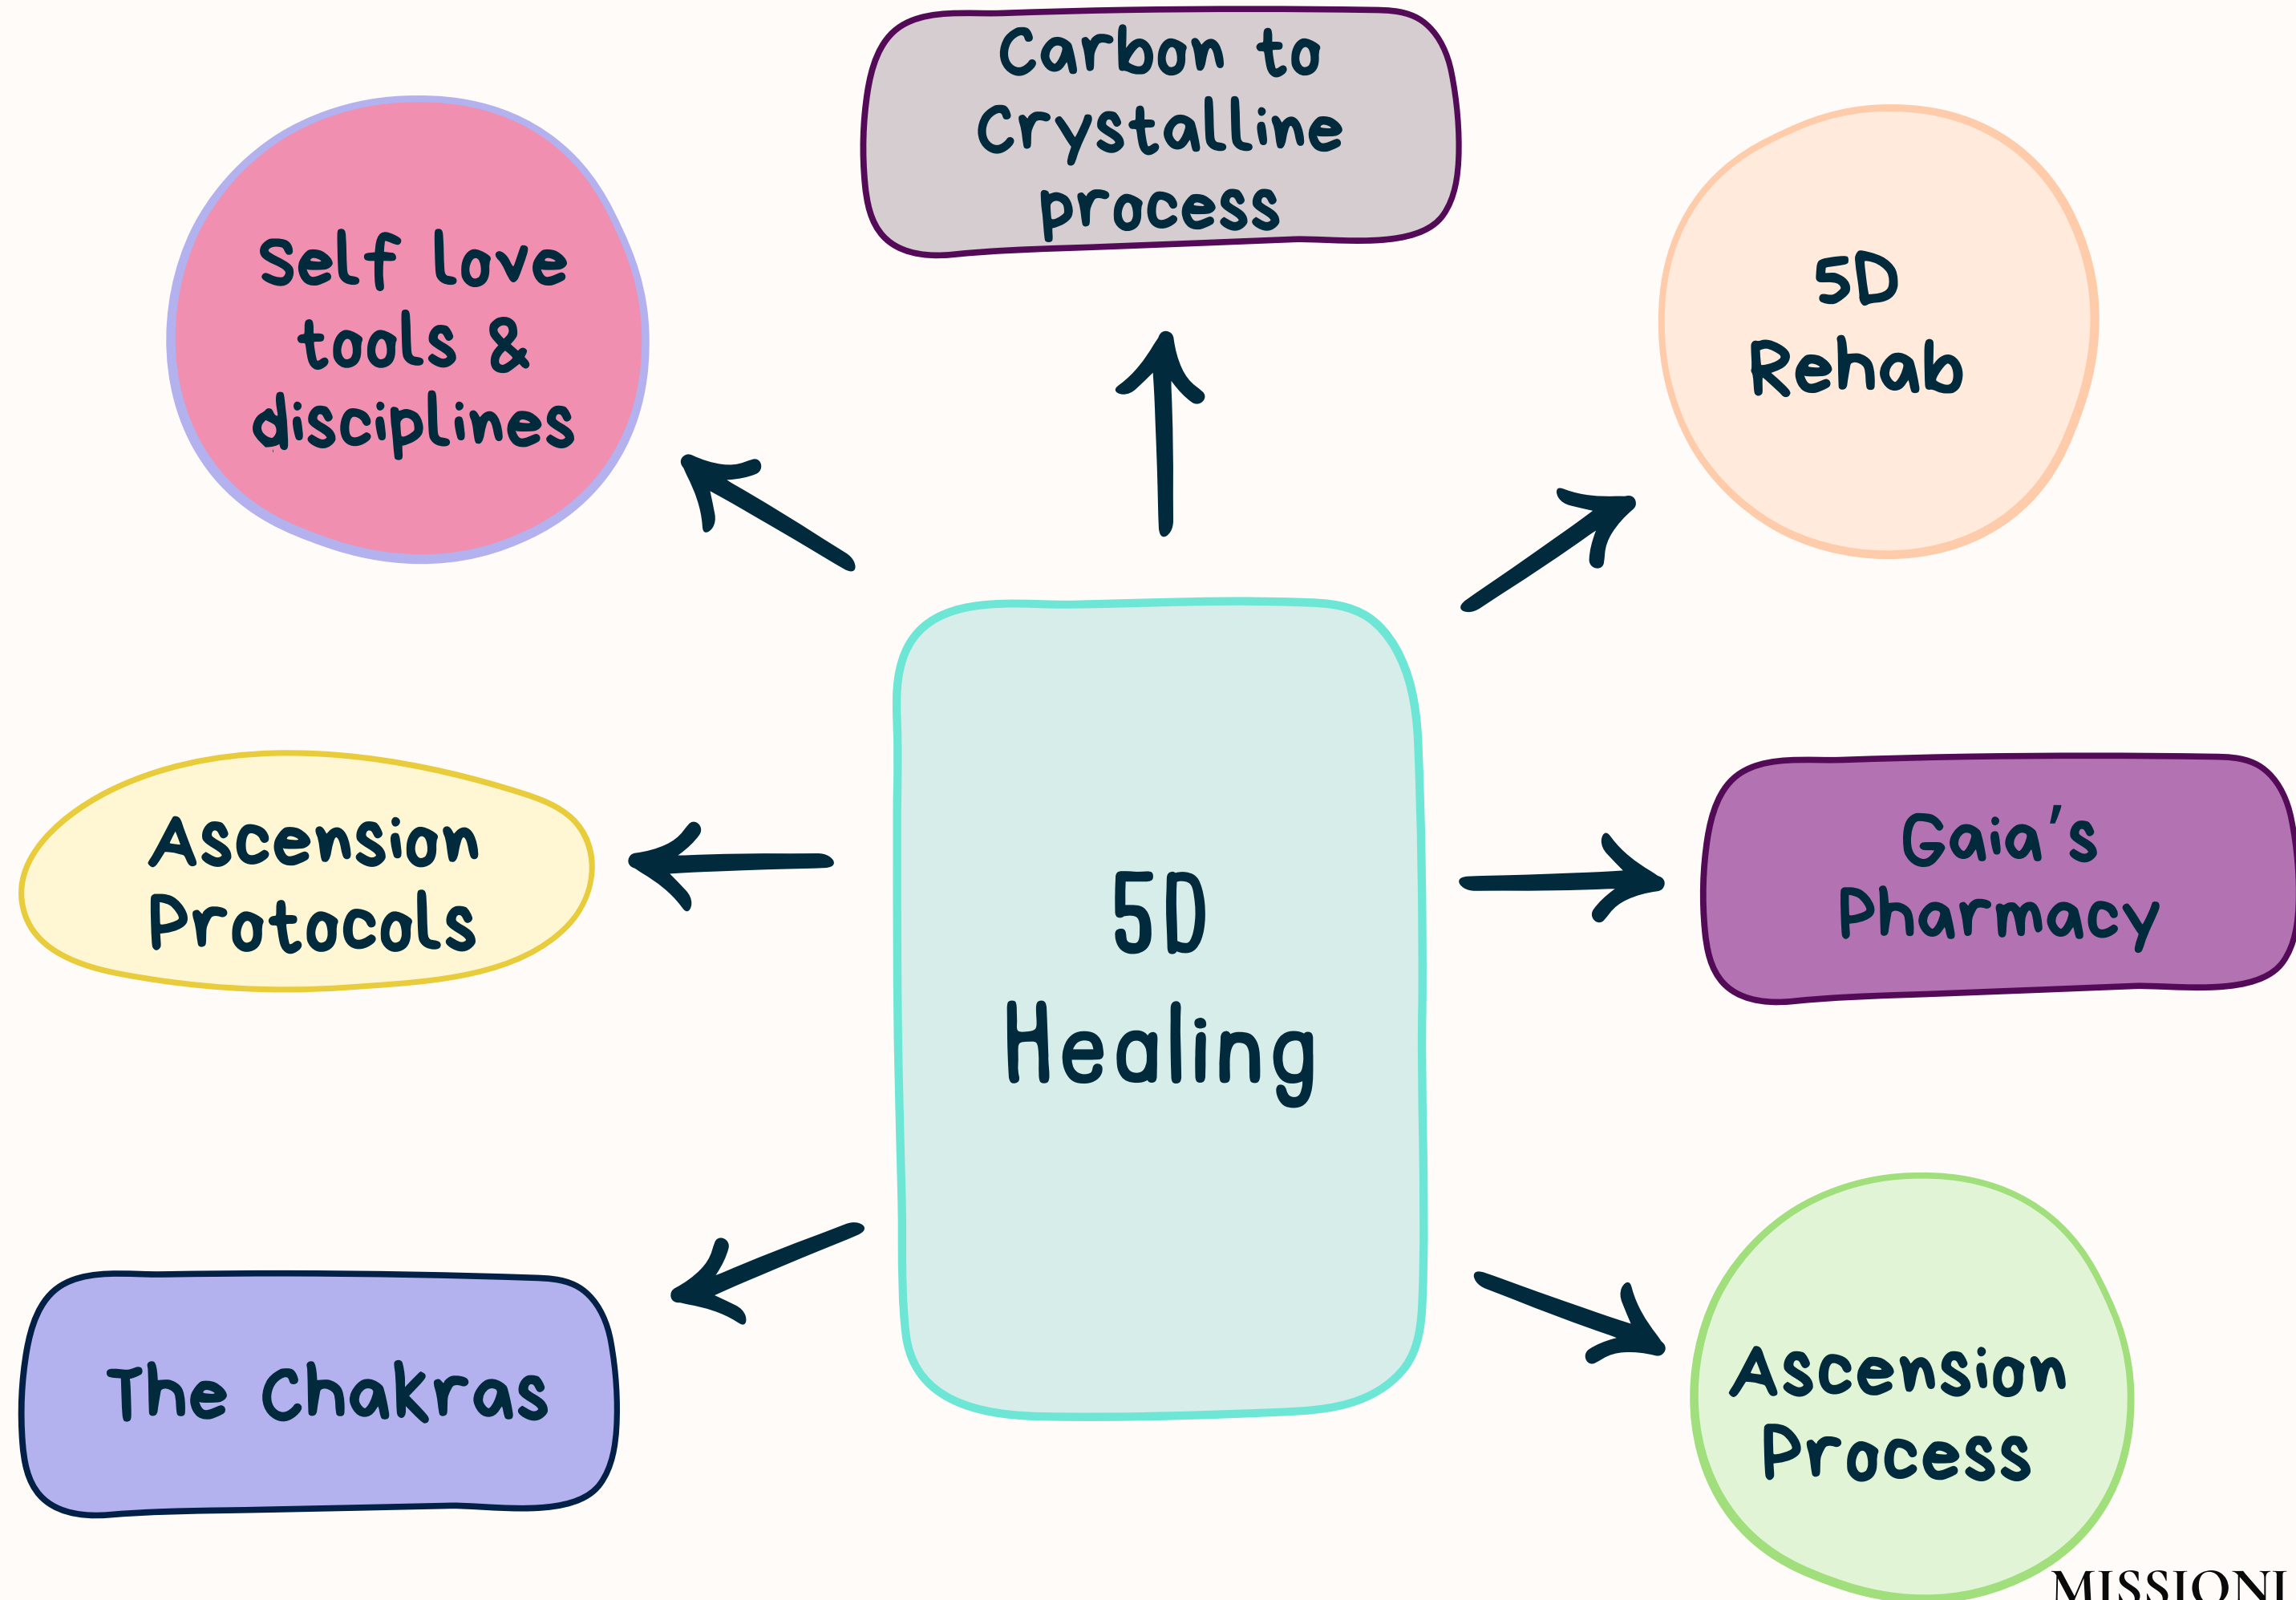 Carbon to
Crystalline
process
Self love
tools &
disciplines
5D
Rehab
Ascension
Protocols
5D
Healing
Gaia's
Pharmacy
The Chakras
Ascension
Process